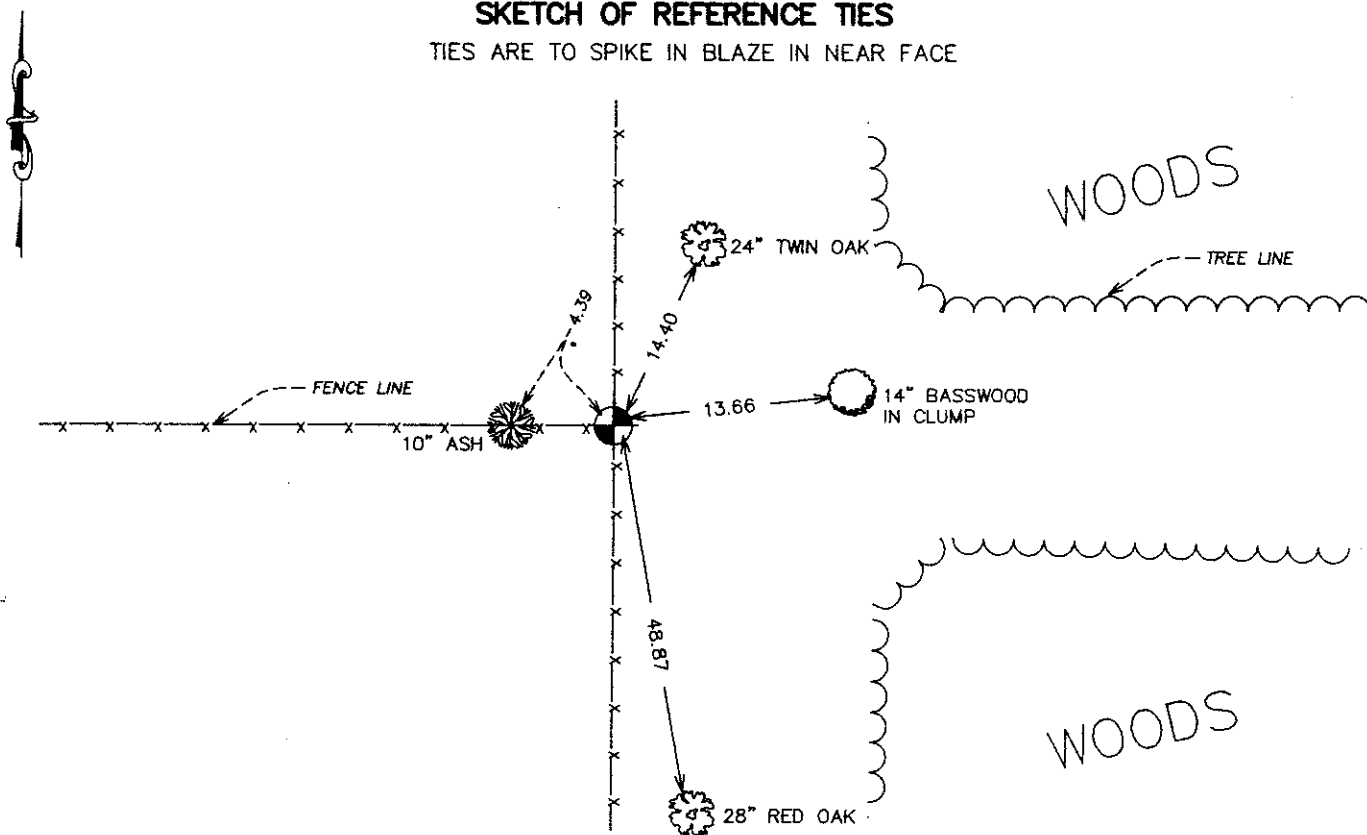 SKETCH OF REFERENCE TIES
TIES ARE TO SPIKE IN BLAZE IN NEAR FACE
WOODS
24" TWIN OAK
TREE LINE
4.39
14.40
FENCE LINE
13.66
14" BASSWOOD
IN CLUMP
10" ASH
48.87
WOODS
28" RED OAK